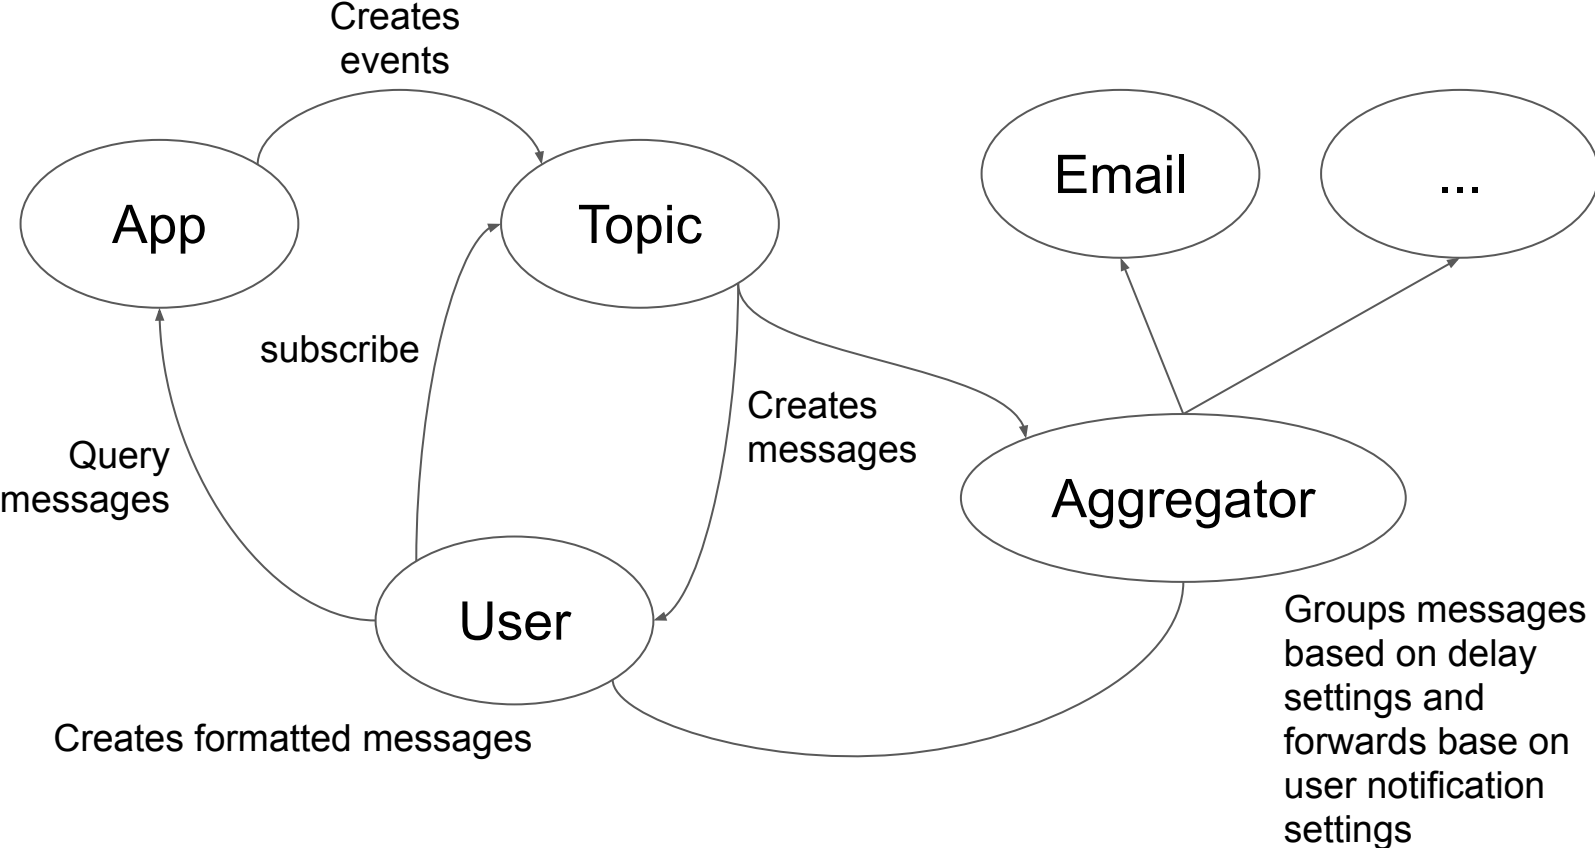 Creates
events
App
Topic
Email
...
subscribe
Creates
messages
Query
messages
Aggregator
User
Creates formatted messages
Groups messages
based on delay
settings and
forwards base on
user notification
settings